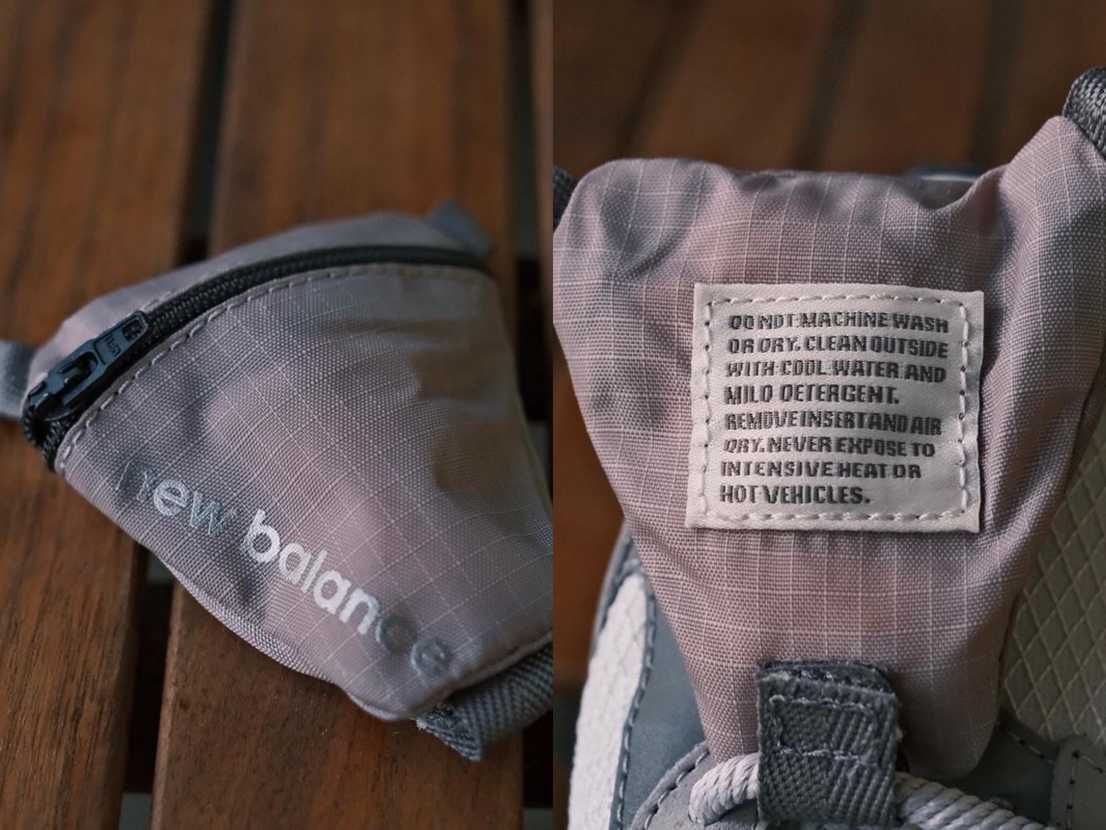 new balance
DO NOT MACHINE WASH
OR DRY. CLEAN OUTSIDE
WITH COOL WATER AND
MILD DETERGENT.
REMOVE INSERT AND AIR
DRY. NEVER EXPOSE TO
INTENSIVE HEAT OR
HOT VEHICLES.